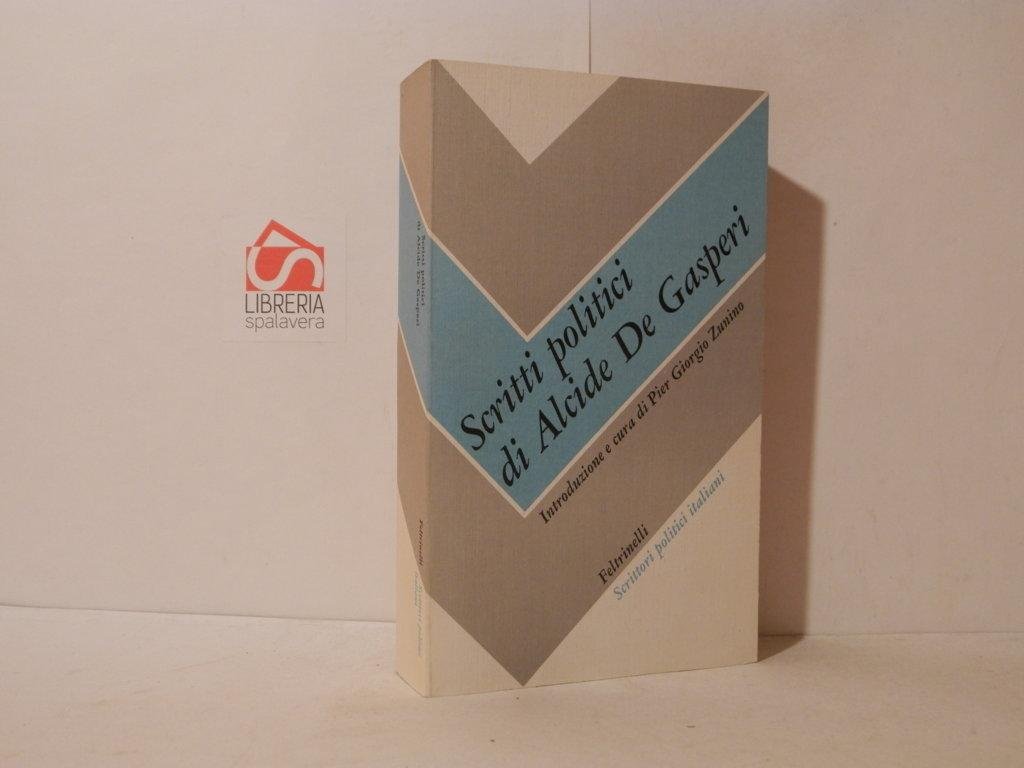 LIBRERIA
spalavera
Scritti politici
di Alcide De Gasperi
Scritti politici
di Alcide De Gasperi
Introduzione e cura di Pier Giorgio Zunino
Feltrinelli
Scrittori politici italiani
Feltrinelli